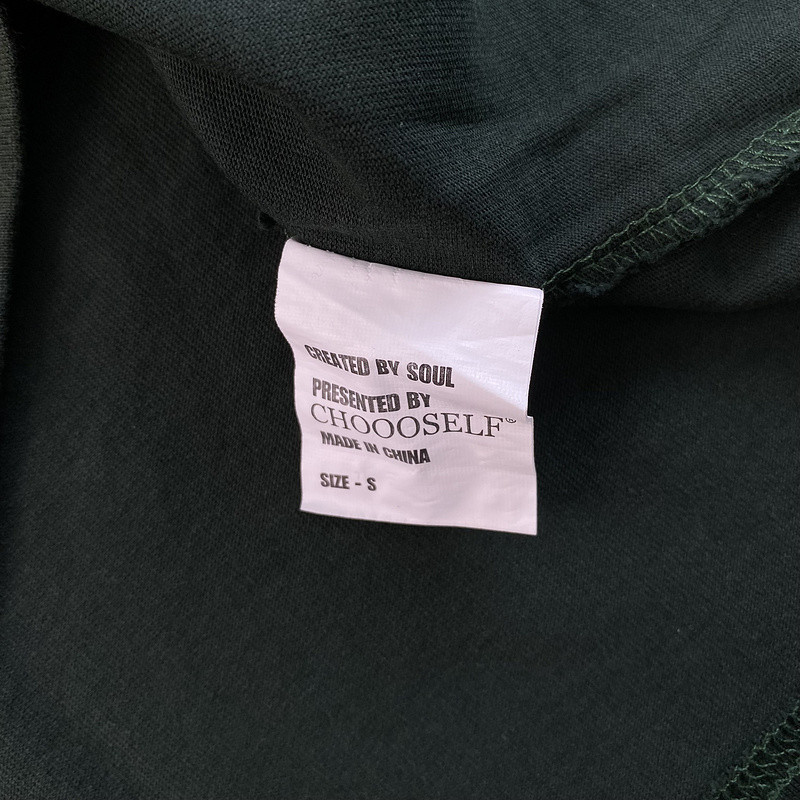 CREATED BY SOUL
PRESENTED BY
CHOOOSELF®
MADE IN CHINA
SIZE - S